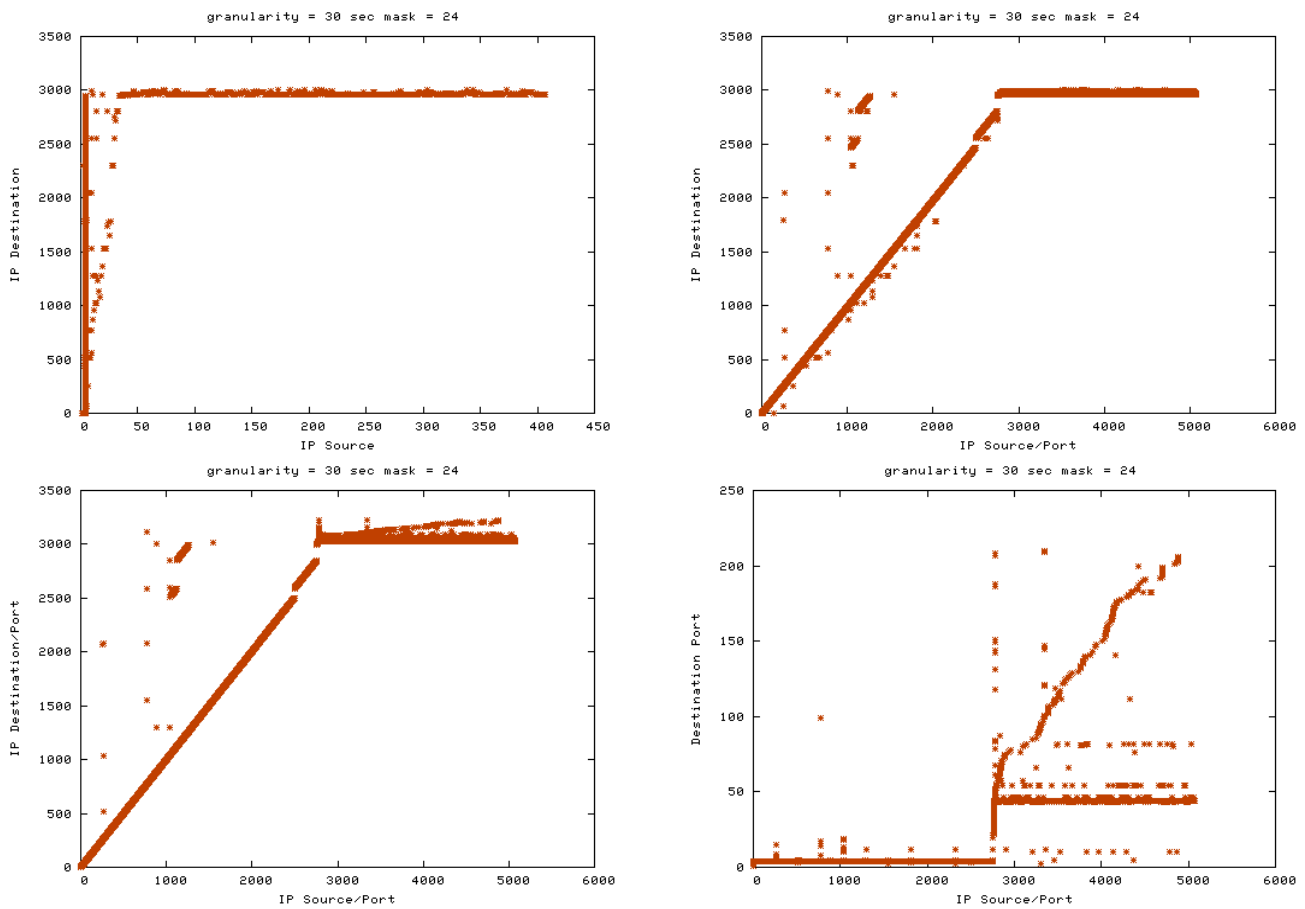 granularity = 30 sec mask = 24
3500
3000
2500
2000
1500
1000
500
0
IP Destination
0 50 100 150 200 250 300 350 400 450
IP Source
granularity = 30 sec mask = 24
3500
3000
2500
2000
1500
1000
500
0
IP Destination
0 1000 2000 3000 4000 5000 6000
IP Source/Port
granularity = 30 sec mask = 24
3500
3000
2500
2000
1500
1000
500
0
IP Destination/Port
0 1000 2000 3000 4000 5000 6000
IP Source/Port
granularity = 30 sec mask = 24
250
200
150
100
50
0
Destination Port
0 1000 2000 3000 4000 5000 6000
IP Source/Port